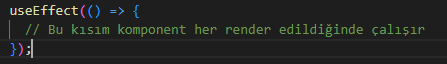 useEffect(() => {
// Bu kısım komponent her render edildiğinde çalışır
});